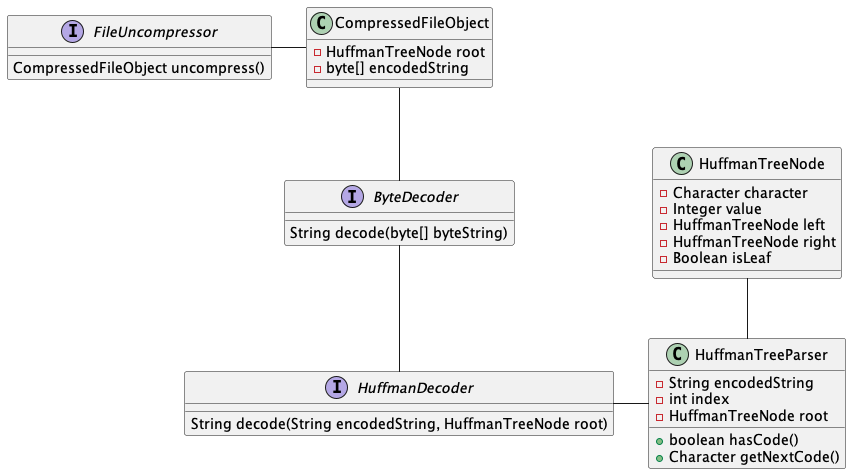 I FileUncompressor
CompressedFileObject uncompress()
C CompressedFileObject
HuffmanTreeNode root
byte[] encodedString
I ByteDecoder
String decode(byte[] byteString)
C HuffmanTreeNode
Character character
Integer value
HuffmanTreeNode left
HuffmanTreeNode right
Boolean isLeaf
I HuffmanDecoder
String decode(String encodedString, HuffmanTreeNode root)
C HuffmanTreeParser
String encodedString
int index
HuffmanTreeNode root
boolean hasCode()
Character getNextCode()